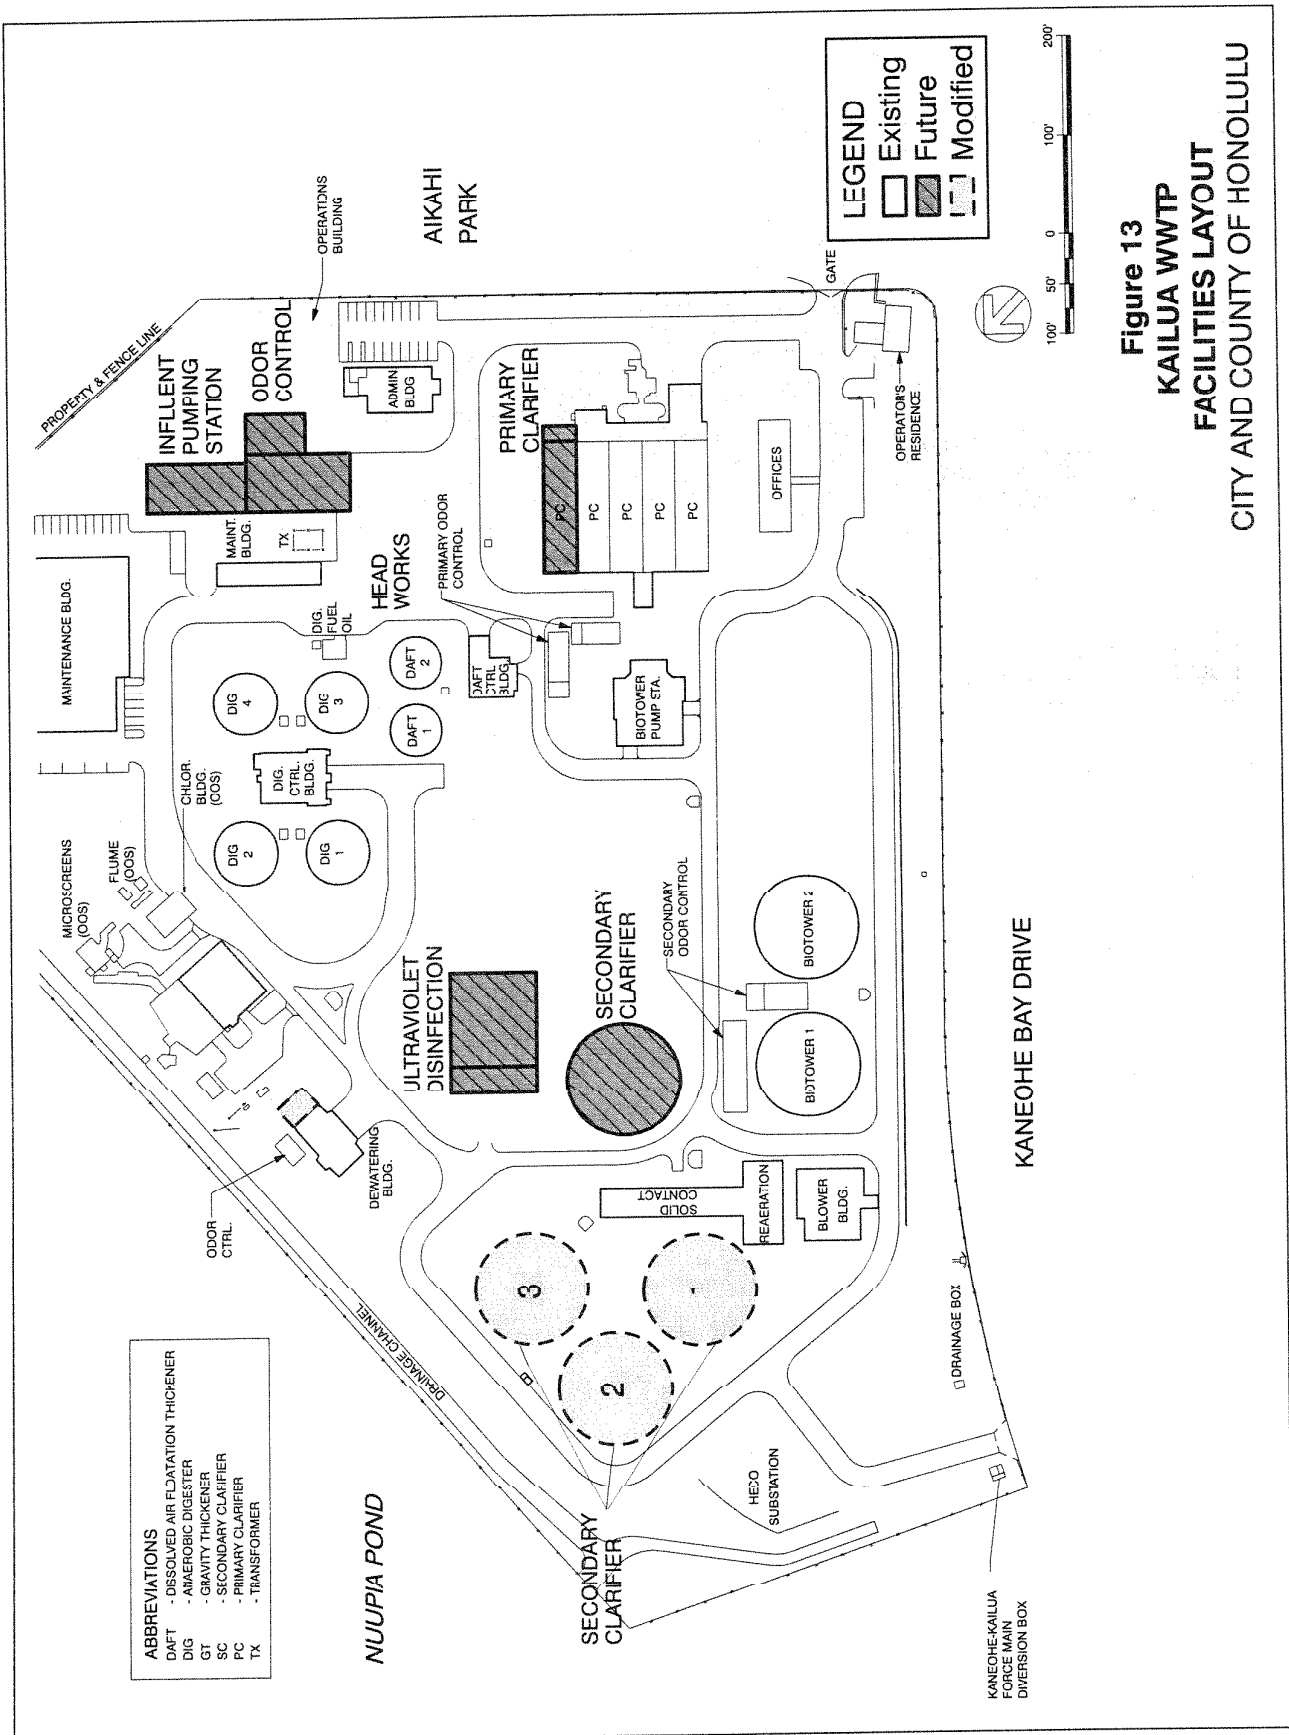 ABBREVIATIONS
DAFT - DISSOLVED AIR FLOATATION THICKENER
DIG - ANAEROBIC DIGESTER
GT - GRAVITY THICKENER
SC - SECONDARY CLARIFIER
PC - PRIMARY CLARIFIER
TX - TRANSFORMER
NUUPIA POND
DRAINAGE CHANNEL
ODOR
CTRL.
DEWATERING
BLDG.
MICROSCREENS
(OOS)
FLUME
(OOS)
CHLOR.
BLDG.
(OOS)
MAINTENANCE BLDG.
PROPERTY & FENCE LINE
INFLLENT
PUMPING
STATION
ODOR
CONTROL
OPERATIONS
BUILDING
MAINT.
BLDG.
TX
DIG
4
DIG
3
DIG.
FUEL
OIL
DIG.
CTRL.
BLDG.
DIG
2
DIG
1
HEAD
WORKS
DAFT
2
DAFT
1
ADMIN
BLDG
AIKAHI
PARK
DAFT
CTRL
BLDG.
PRIMARY ODOR
CONTROL
PRIMARY
CLARIFIER
PC
PC
PC
PC
PC
BIOTOWER
PUMP STA.
OFFICES
OPERATOR'S
RESIDENCE
GATE
ULTRAVIOLET
DISINFECTION
SECONDARY
CLARIFIER
SECONDARY
ODOR CONTROL
BIOTOWER 2
BIOTOWER 1
SOLID
CONTACT
REAERATION
BLOWER
BLDG.
3
2
1
SECONDARY
CLARIFIER
HECO
SUBSTATION
DRAINAGE BOX
KANEOHE-KAILUA
FORCE MAIN
DIVERSION BOX
KANEOHE BAY DRIVE
LEGEND
Existing
Future
Modified
100' 50' 0 100' 200'
Figure 13
KAILUA WWTP
FACILITIES LAYOUT
CITY AND COUNTY OF HONOLULU